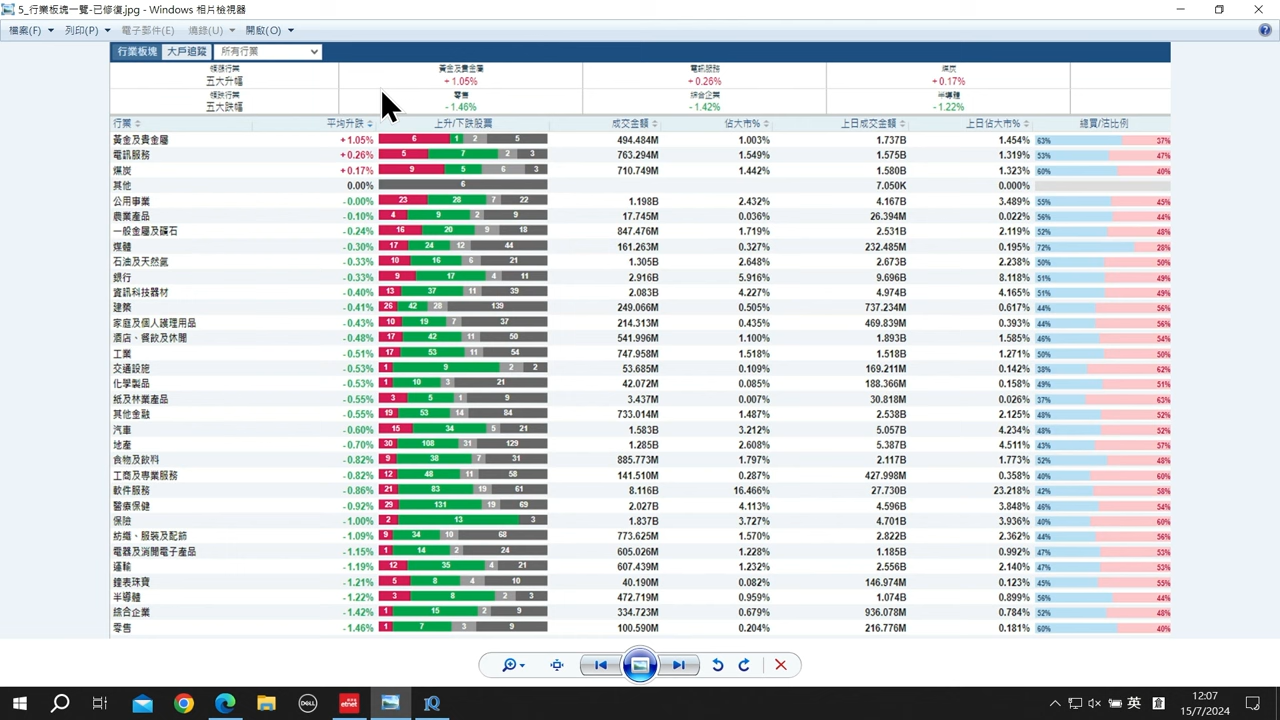 5_行業板塊一覽-已修復.jpg - Windows 相片檢視器
檔案(F) 列印(P) 電子郵件(E) 燒錄(U) 開啟(O)
行業板塊 大戶追蹤 所有行業
領漲行業 黃金及貴金屬 電訊服務 煤炭
五大升幅 +1.05% +0.26% +0.17%
領跌行業 零售 綜合企業 半導體
五大跌幅 -1.46% -1.42% -1.22%
行業 平均升跌 上升/下跌股票 成交金額 佔大市% 上日成交金額 上日佔大市% 總買/沽比例
黃金及貴金屬 +1.05% 6 1 2 5 494.484M 1.003% 1.737B 1.454% 63% 37%
電訊服務 +0.26% 5 7 2 3 763.294M 1.549% 1.575B 1.319% 53% 47%
煤炭 +0.17% 9 5 6 3 710.749M 1.442% 1.580B 1.323% 60% 40%
其他 0.00% 6 7.050K 0.000%
公用事業 -0.00% 23 28 7 22 1.198B 2.432% 4.167B 3.489% 55% 45%
農業產品 -0.10% 4 9 2 9 17.745M 0.036% 26.394M 0.022% 56% 44%
一般金屬及礦石 -0.24% 16 20 9 18 847.476M 1.719% 2.531B 2.119% 52% 48%
媒體 -0.30% 17 24 12 44 161.263M 0.327% 232.485M 0.195% 72% 28%
石油及天然氣 -0.33% 10 16 6 21 1.305B 2.648% 2.673B 2.238% 50% 50%
銀行 -0.33% 9 17 4 11 2.916B 5.916% 9.696B 8.118% 51% 49%
資訊科技器材 -0.40% 13 37 11 39 2.083B 4.227% 4.974B 4.165% 51% 49%
建築 -0.41% 26 42 28 139 249.066M 0.505% 737.234M 0.617% 44% 56%
家庭及個人護理用品 -0.43% 10 19 7 37 214.313M 0.435% 469.839M 0.393% 44% 56%
酒店、餐飲及休閒 -0.48% 17 42 11 50 541.996M 1.100% 1.893B 1.585% 46% 54%
工業 -0.51% 17 53 11 54 747.958M 1.518% 1.518B 1.271% 50% 50%
交通設施 -0.53% 1 9 2 2 53.685M 0.109% 169.211M 0.142% 38% 62%
化學製品 -0.53% 1 10 3 21 42.072M 0.085% 188.366M 0.158% 49% 51%
紙及林業產品 -0.55% 3 5 1 9 3.437M 0.007% 30.818M 0.026% 37% 63%
其他金融 -0.55% 19 53 14 84 733.014M 1.487% 2.538B 2.125% 48% 52%
汽車 -0.60% 15 34 5 21 1.583B 3.212% 5.057B 4.234% 48% 52%
地產 -0.70% 30 108 31 129 1.285B 2.608% 5.387B 4.511% 43% 57%
食物及飲料 -0.82% 9 38 7 31 885.773M 1.797% 2.117B 1.773% 52% 48%
工商及專業服務 -0.82% 12 48 11 58 141.510M 0.287% 427.998M 0.358% 40% 60%
軟件服務 -0.86% 21 83 19 61 8.116B 16.466% 27.730B 23.218% 42% 58%
醫療保健 -0.92% 29 131 19 69 2.027B 4.113% 4.596B 3.848% 46% 54%
保險 -1.00% 2 13 3 1.837B 3.727% 4.701B 3.936% 40% 60%
紡織、服裝及配飾 -1.09% 9 34 10 68 773.625M 1.570% 2.822B 2.362% 44% 56%
電器及消閒電子產品 -1.15% 1 14 2 24 605.026M 1.228% 1.185B 0.992% 47% 53%
運輸 -1.19% 12 35 4 21 607.439M 1.232% 2.556B 2.140% 47% 53%
鐘表珠寶 -1.21% 5 8 4 10 40.190M 0.082% 146.974M 0.123% 45% 55%
半導體 -1.22% 3 8 2 3 472.719M 0.959% 1.074B 0.899% 56% 44%
綜合企業 -1.42% 1 15 2 9 334.723M 0.679% 936.078M 0.784% 52% 48%
零售 -1.46% 1 7 3 9 100.590M 0.204% 216.776M 0.181% 60% 40%
DELL etnet IQ 英 倉 12:07
15/7/2024